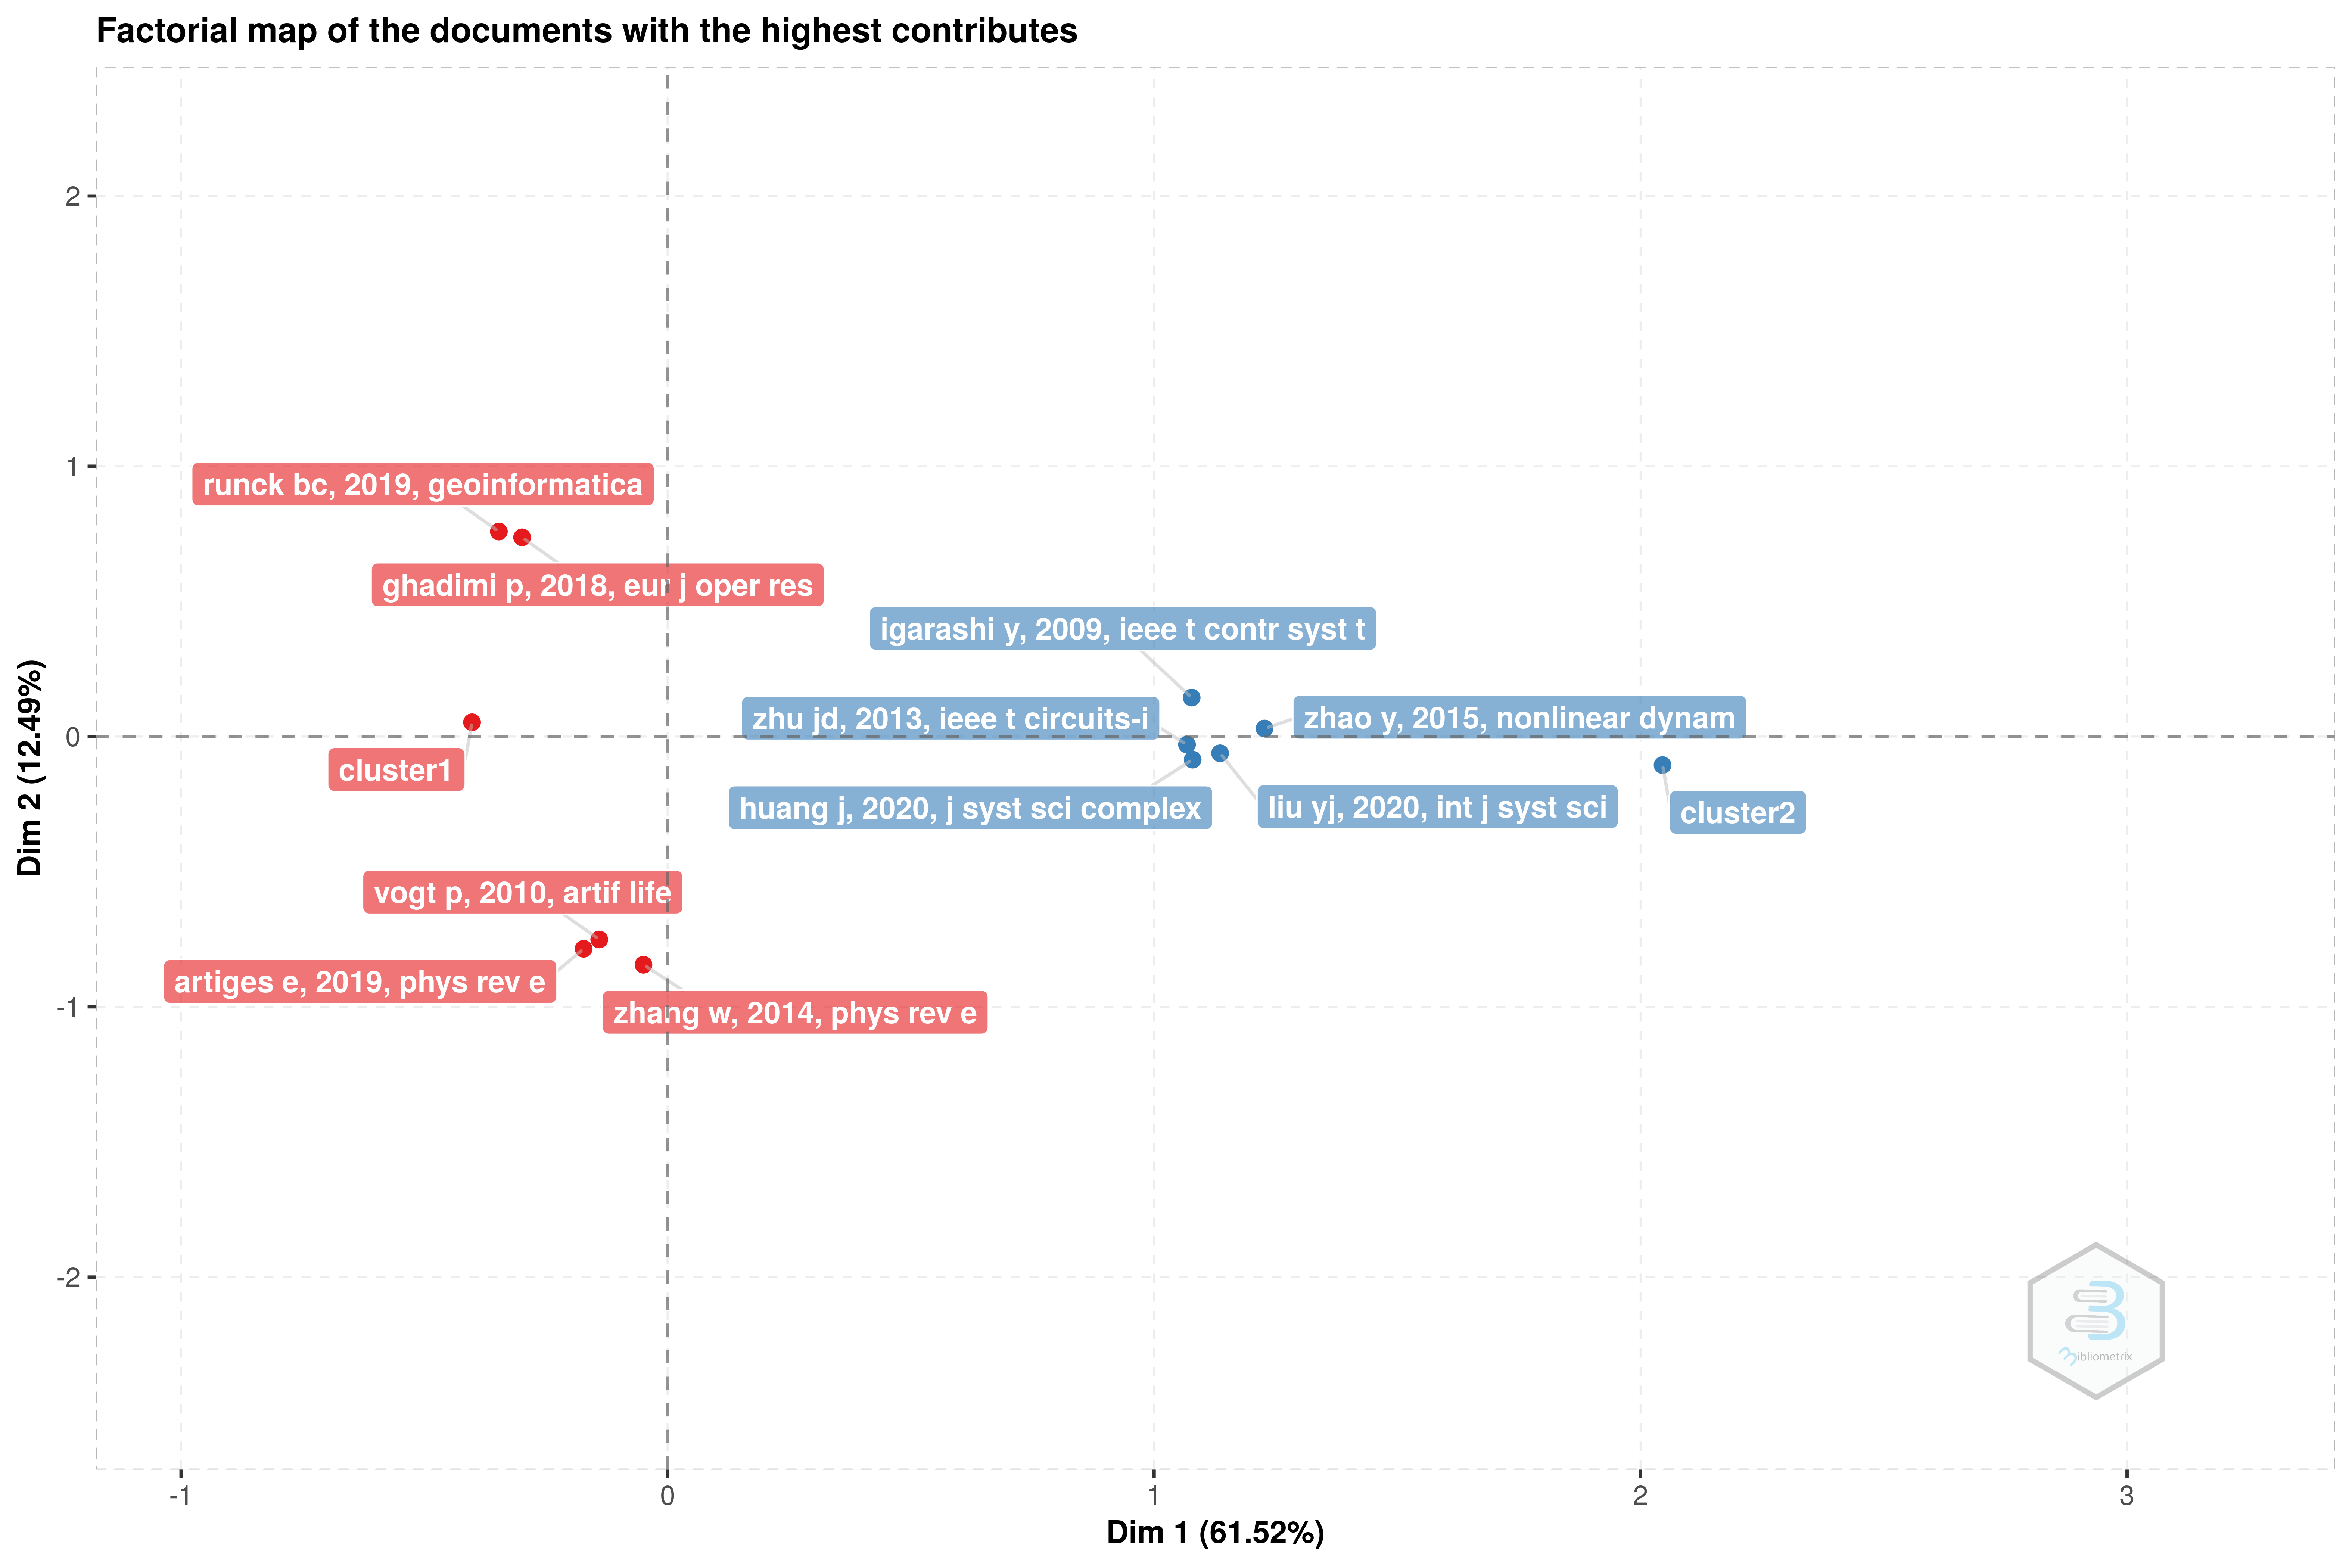 Factorial map of the documents with the highest contributes
2
1
0
-1
-2
Dim 2 (12.49%)
runck bc, 2019, geoinformatica
ghadimi p, 2018, eur j oper res
igarashi y, 2009, ieee t contr syst t
zhu jd, 2013, ieee t circuits-i
zhao y, 2015, nonlinear dynam
cluster1
huang j, 2020, j syst sci complex
liu yj, 2020, int j syst sci
cluster2
vogt p, 2010, artif life
artiges e, 2019, phys rev e
zhang w, 2014, phys rev e
ibliometrix
-1
0
1
2
3
Dim 1 (61.52%)